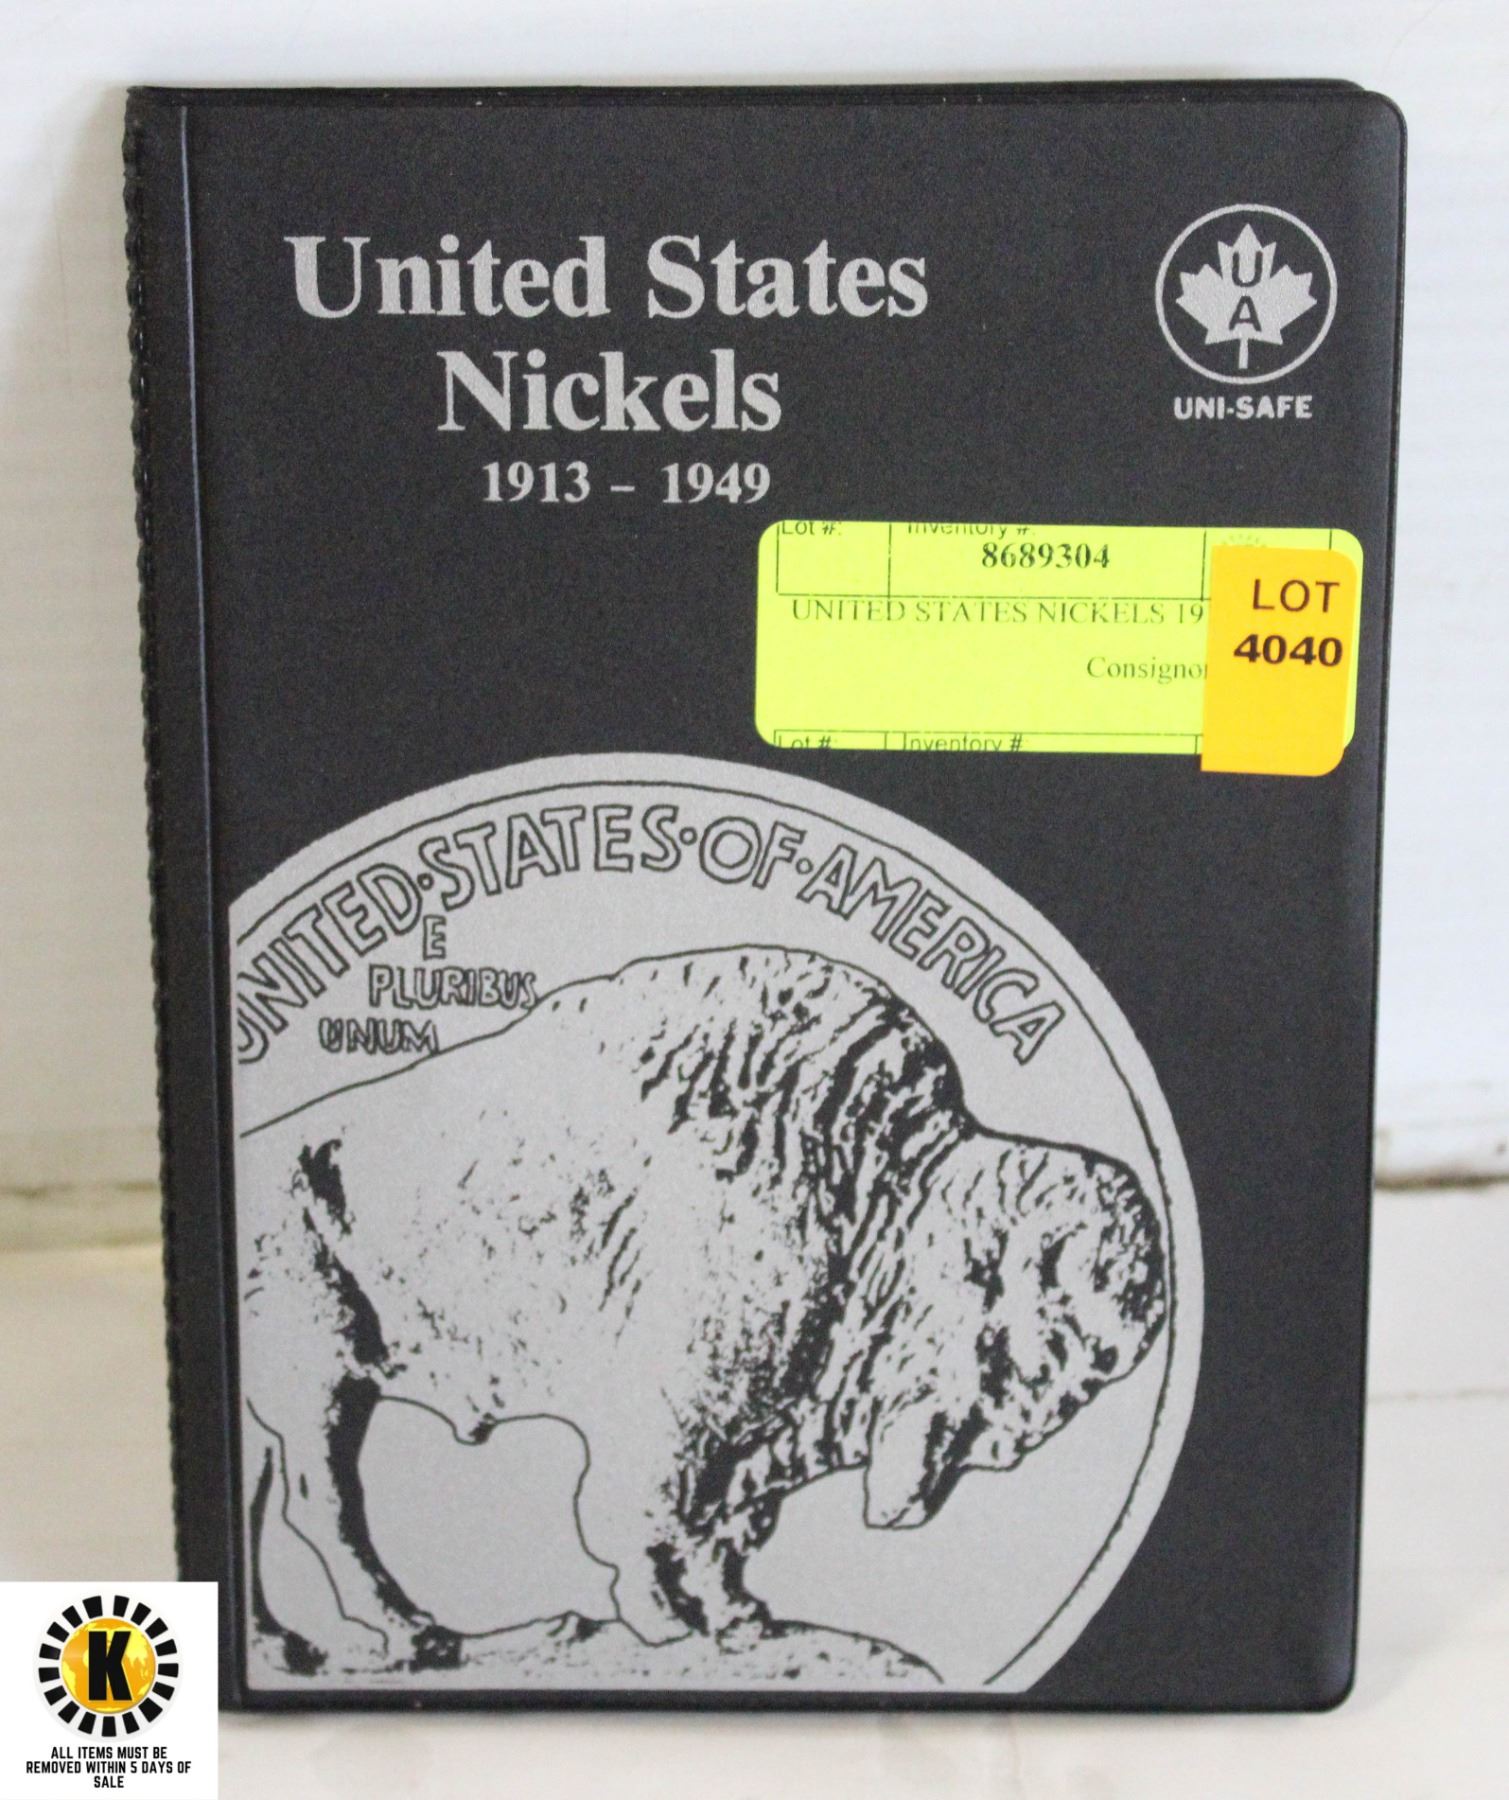 United States
Nickels
1913 - 1949
U
A
UNI-SAFE
Lot #: Inventory #
8689304
UNITED STATES NICKELS 19
LOT
4040
Lot # Inventory #
UNITED·STATES·OF·AMERICA
E
PLURIBUS
UNUM
K
ALL ITEMS MUST BE
REMOVED WITHIN 5 DAYS OF
SALE